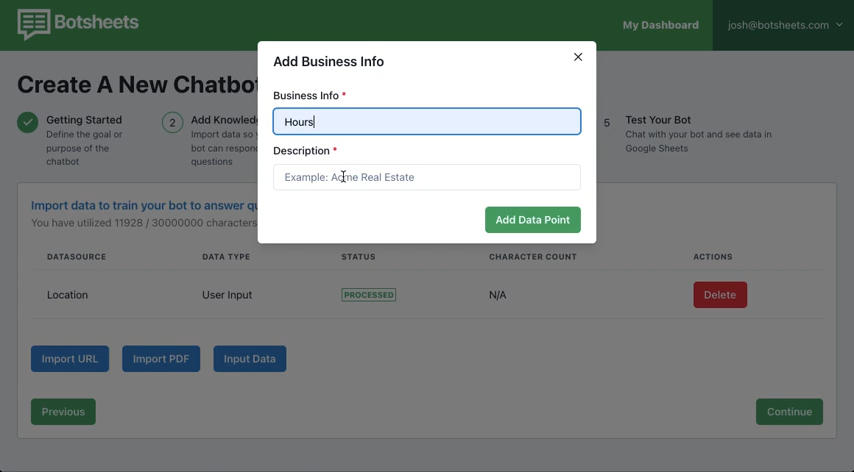 Botsheets
My Dashboard
josh@botsheets.com
Create A New Chatbot
Getting Started
Define the goal or
purpose of the
chatbot
2
Add Knowled
Import data so y
bot can respon
questions
5
Test Your Bot
Chat with your bot and see data in
Google Sheets
Add Business Info
Business Info *
Hours
Description *
Example: Acme Real Estate
Add Data Point
Import data to train your bot to answer qu
You have utilized 11928 / 30000000 characters
DATASOURCE
DATA TYPE
STATUS
CHARACTER COUNT
ACTIONS
Location
User Input
PROCESSED
N/A
Delete
Import URL
Import PDF
Input Data
Previous
Continue